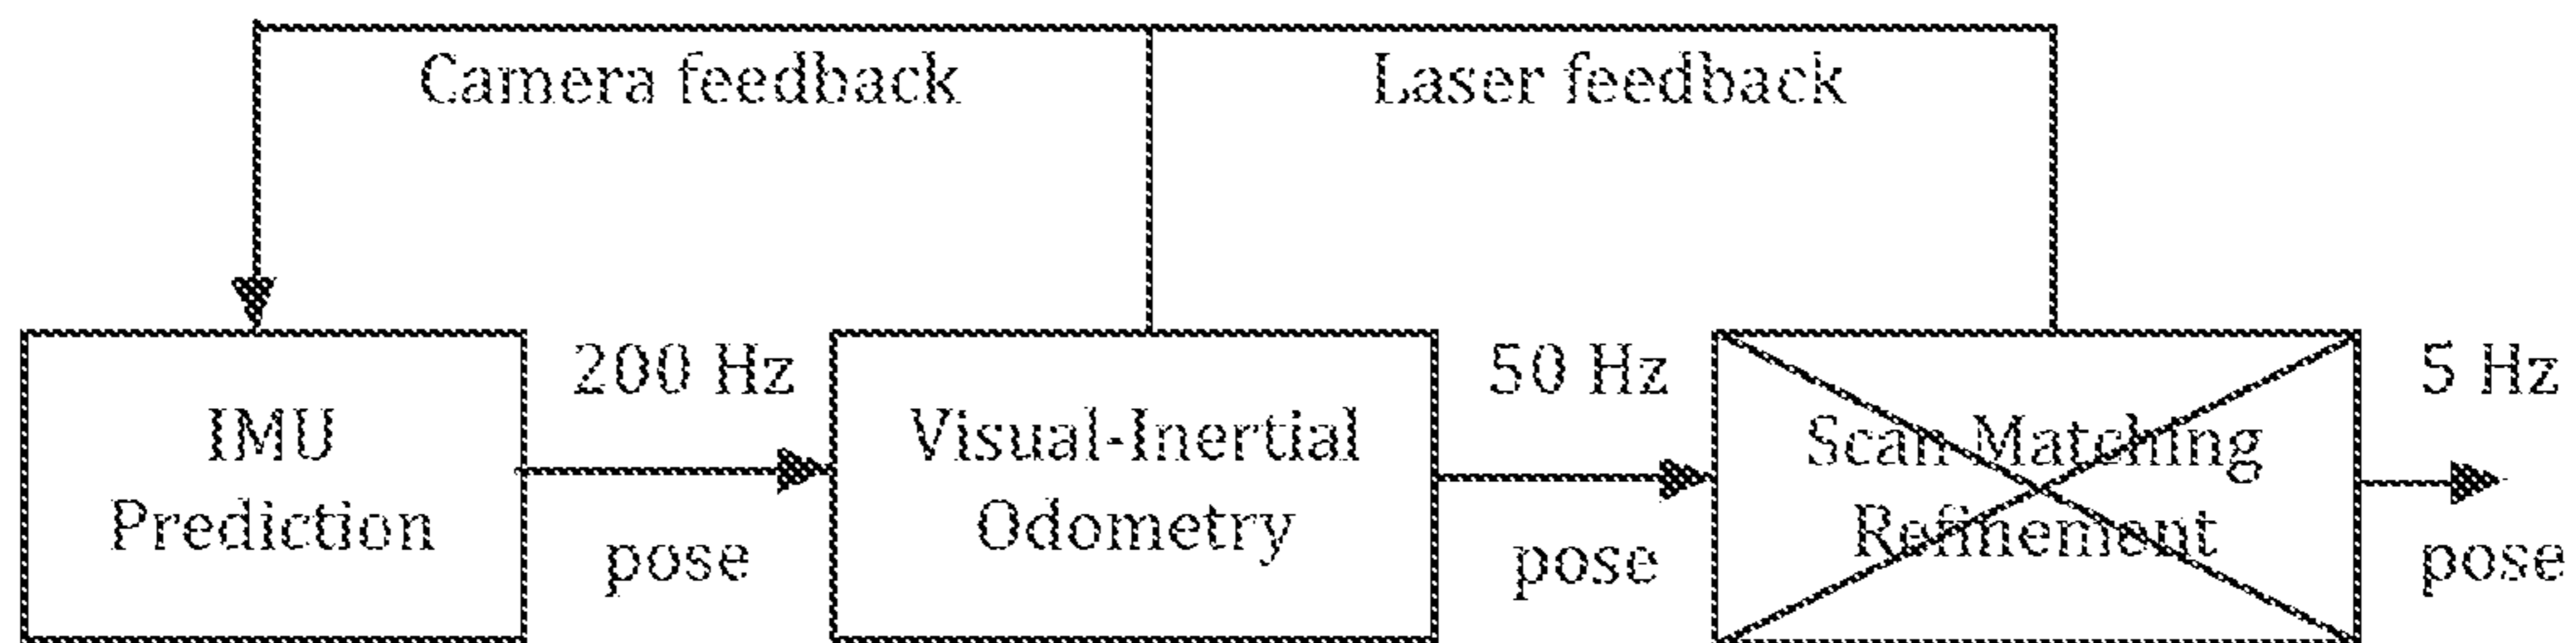 Camera feedback
Laser feedback
200 Hz
50 Hz
5 Hz
IMU
Prediction
Visual-Inertial
Odometry
Scan Matching
Refinement
pose
pose
pose